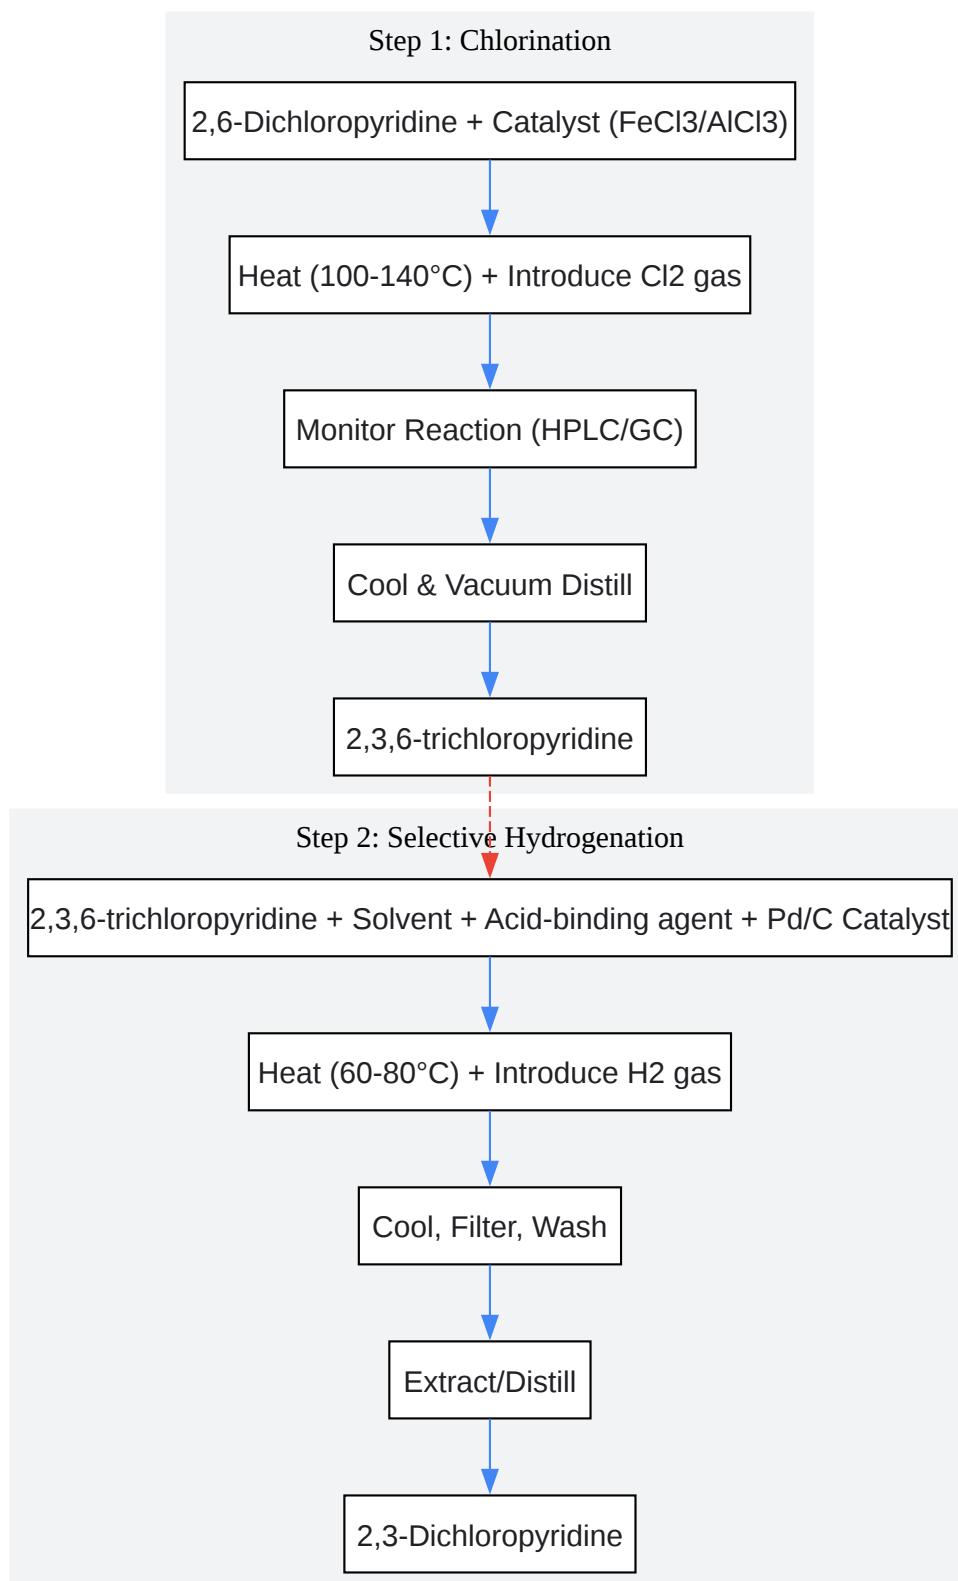 Step 1: Chlorination
2,6-Dichloropyridine + Catalyst (FeCl3/AlCl3)
Heat (100-140°C) + Introduce Cl2 gas
Monitor Reaction (HPLC/GC)
Cool & Vacuum Distill
2,3,6-trichloropyridine
Step 2: Selective Hydrogenation
2,3,6-trichloropyridine + Solvent + Acid-binding agent + Pd/C Catalyst
Heat (60-80°C) + Introduce H2 gas
Cool, Filter, Wash
Extract/Distill
2,3-Dichloropyridine